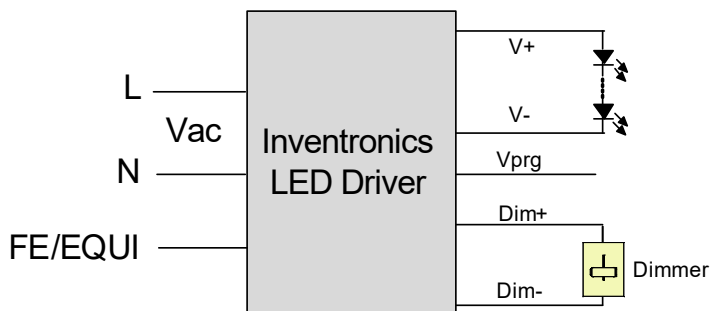 L
Vac
N
FE/EQUI
Inventronics
LED Driver
V+
V-
Vprg
Dim+
Dim-
Dimmer